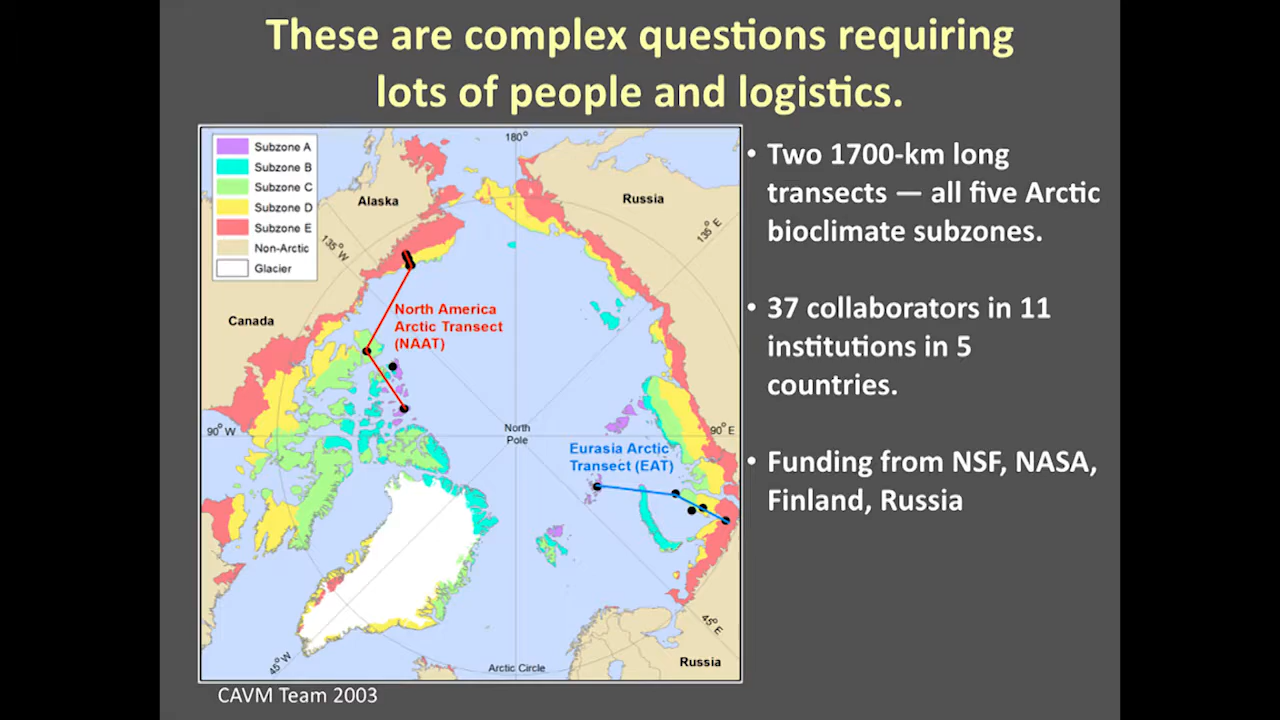 These are complex questions requiring
lots of people and logistics.
Subzone A
Subzone B
Subzone C
Subzone D
Subzone E
Non-Arctic
Glacier
180°
Alaska
Russia
135° W
135° E
Canada
North America
Arctic Transect
(NAAT)
90° W
North
Pole
90° E
Eurasia Arctic
Transect (EAT)
45° W
45° E
Arctic Circle
Russia
CAVM Team 2003
• Two 1700-km long
transects — all five Arctic
bioclimate subzones.
• 37 collaborators in 11
institutions in 5
countries.
• Funding from NSF, NASA,
Finland, Russia